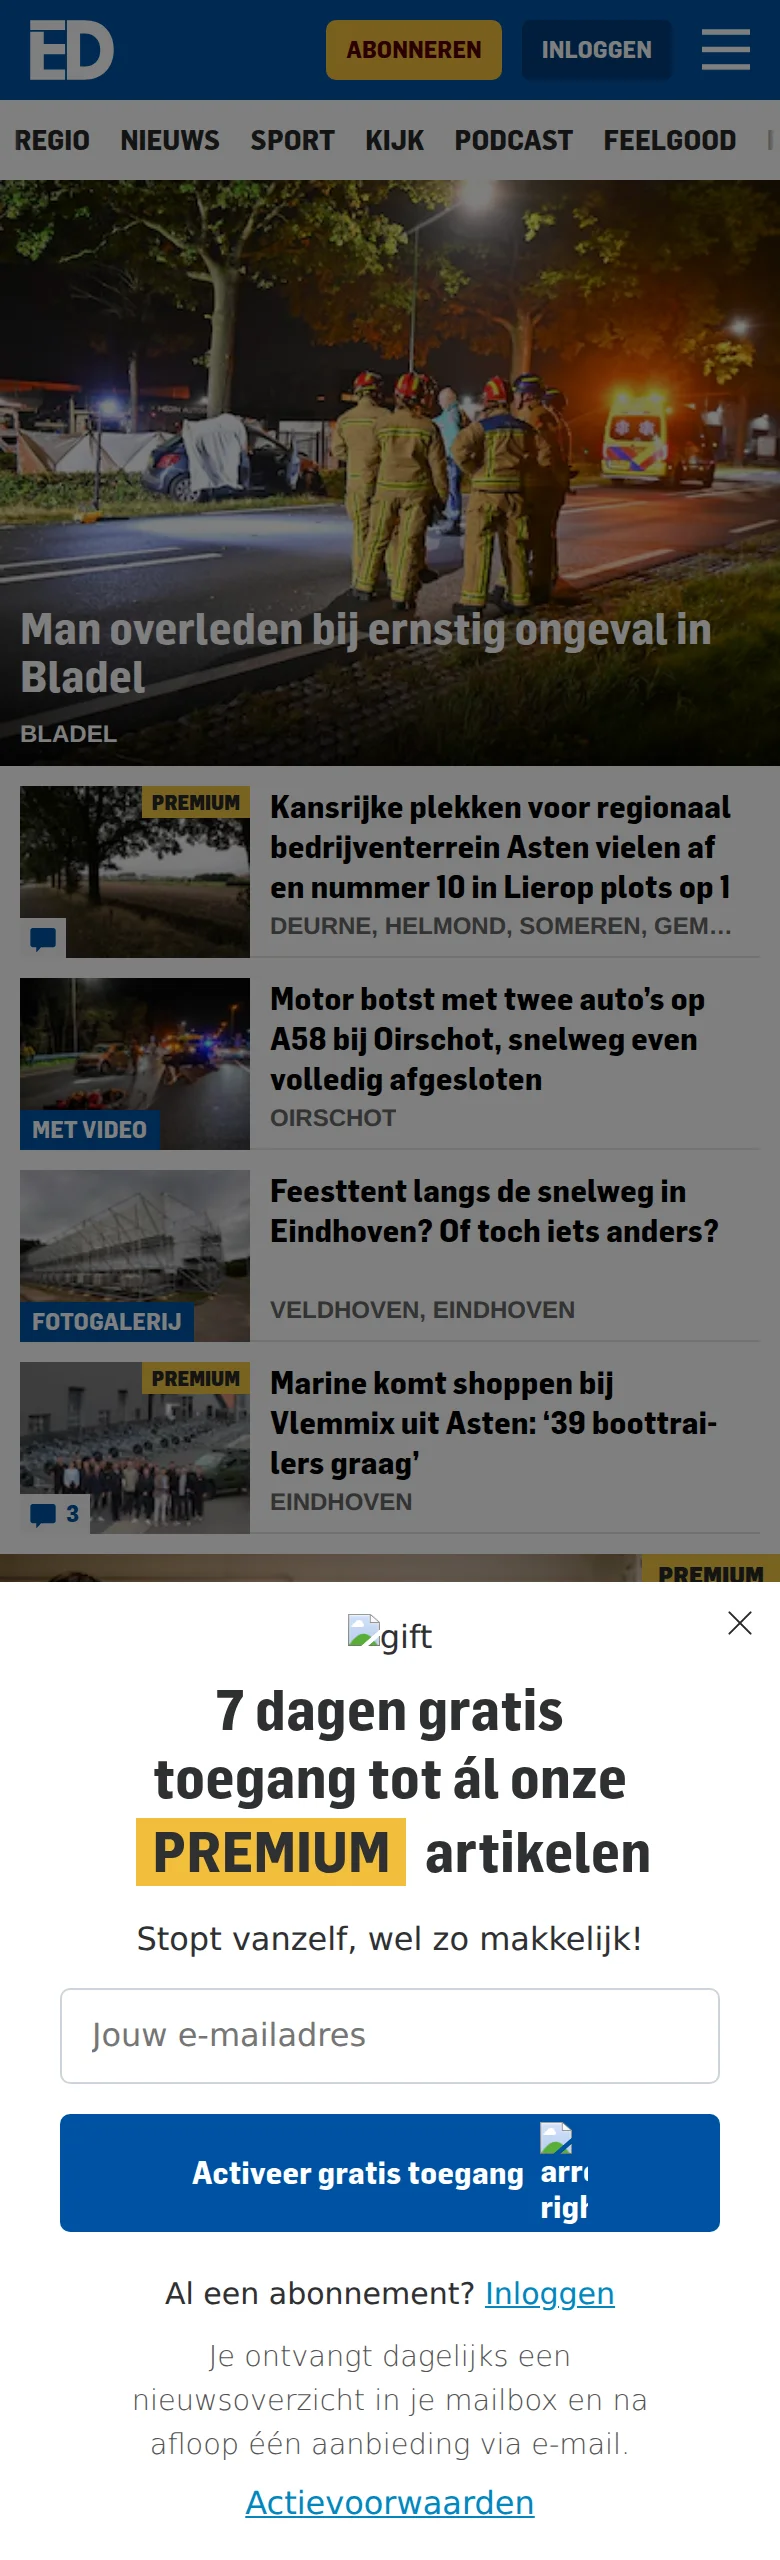 ED
ABONNEREN
INLOGGEN
REGIO NIEUWS SPORT KIJK PODCAST FEELGOOD
Man overleden bij ernstig ongeval in
Bladel
BLADEL
PREMIUM
Kansrijke plekken voor regionaal
bedrijventerrein Asten vielen af
en nummer 10 in Lierop plots op 1
DEURNE, HELMOND, SOMEREN, GEM...
Motor botst met twee auto’s op
A58 bij Oirschot, snelweg even
volledig afgesloten
OIRSCHOT
MET VIDEO
Feesttent langs de snelweg in
Eindhoven? Of toch iets anders?
VELDHOVEN, EINDHOVEN
FOTOGALERIJ
PREMIUM
Marine komt shoppen bij
Vlemmix uit Asten: ‘39 boottrai-
lers graag’
EINDHOVEN
3
PREMIUM
gift
7 dagen gratis
toegang tot ál onze
PREMIUM artikelen
Stopt vanzelf, wel zo makkelijk!
Jouw e-mailadres
Activeer gratis toegang
Al een abonnement? Inloggen
Je ontvangt dagelijks een
nieuwsoverzicht in je mailbox en na
afloop één aanbieding via e-mail.
Actievoorwaarden